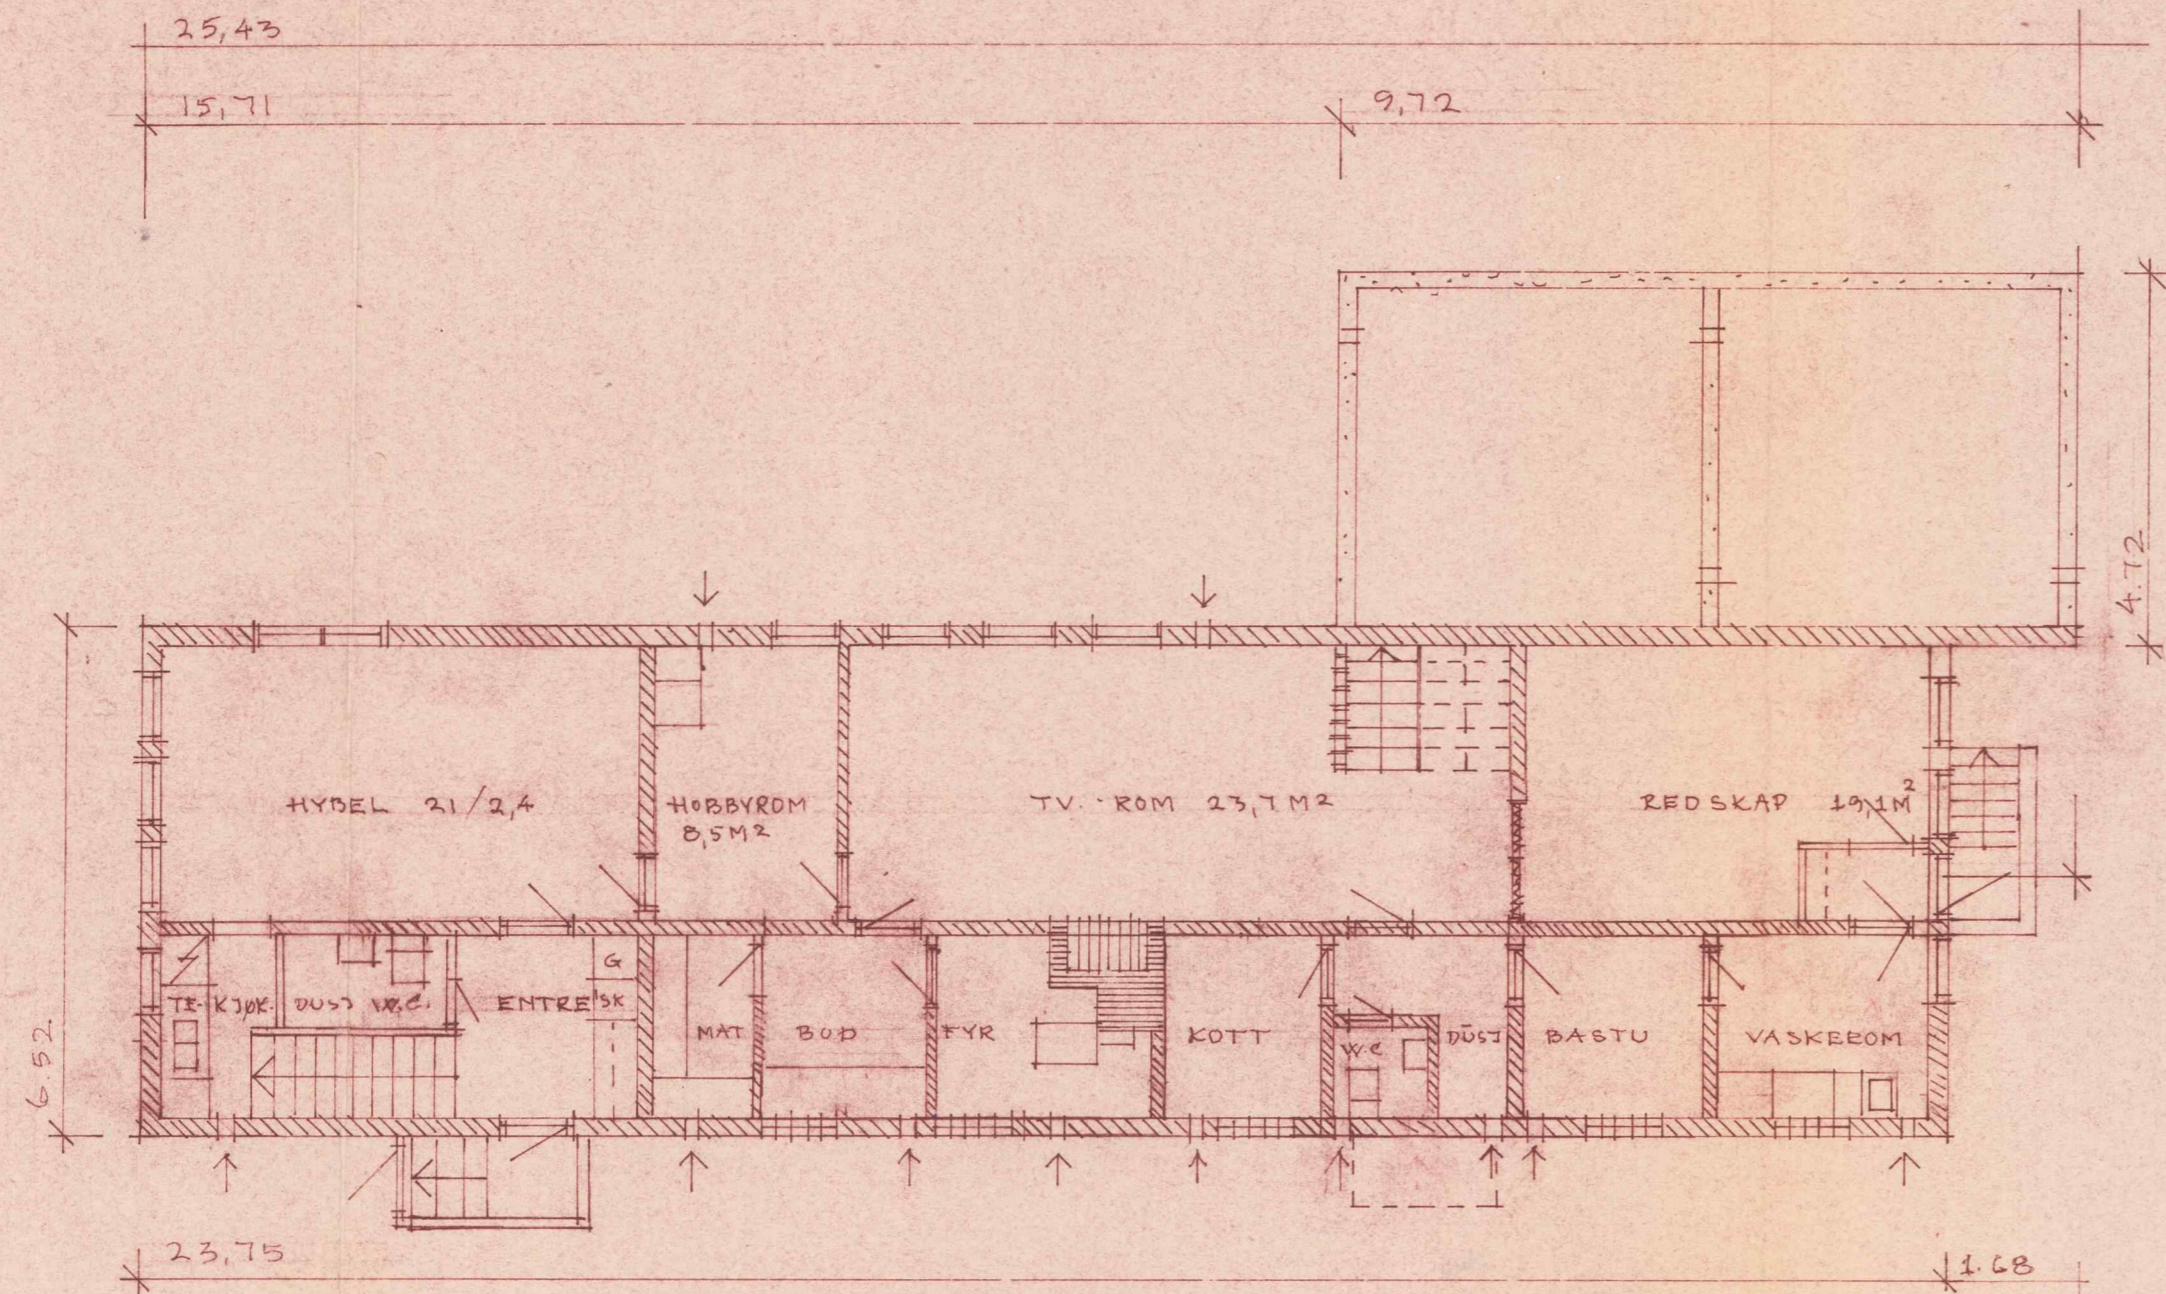 25,43
15,71
9,72
4.72
HYBEL 21/2,4
HOBBYROM
8,5M2
TV.-ROM 23,7 M2
REDSKAP 19,1M2
G
TE-KJØK.
DUSJ W.C.
ENTRE
SK
MAT
BOD
FYR
KOTT
W.C
DUSJ
BASTU
VASKEROM
6.52
23,75
1.68